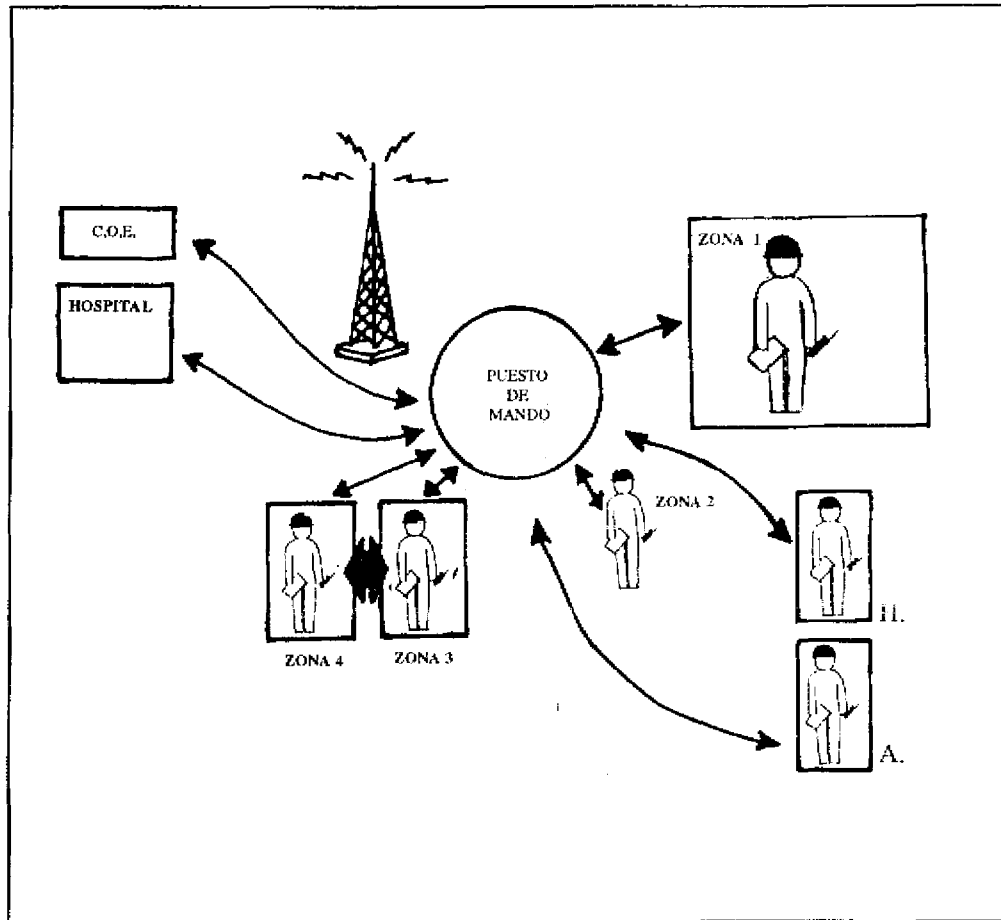 C.O.E.
HOSPITAL
ZONA 1
PUESTO
DE
MANDO
ZONA 2
H.
ZONA 4
ZONA 3
A.